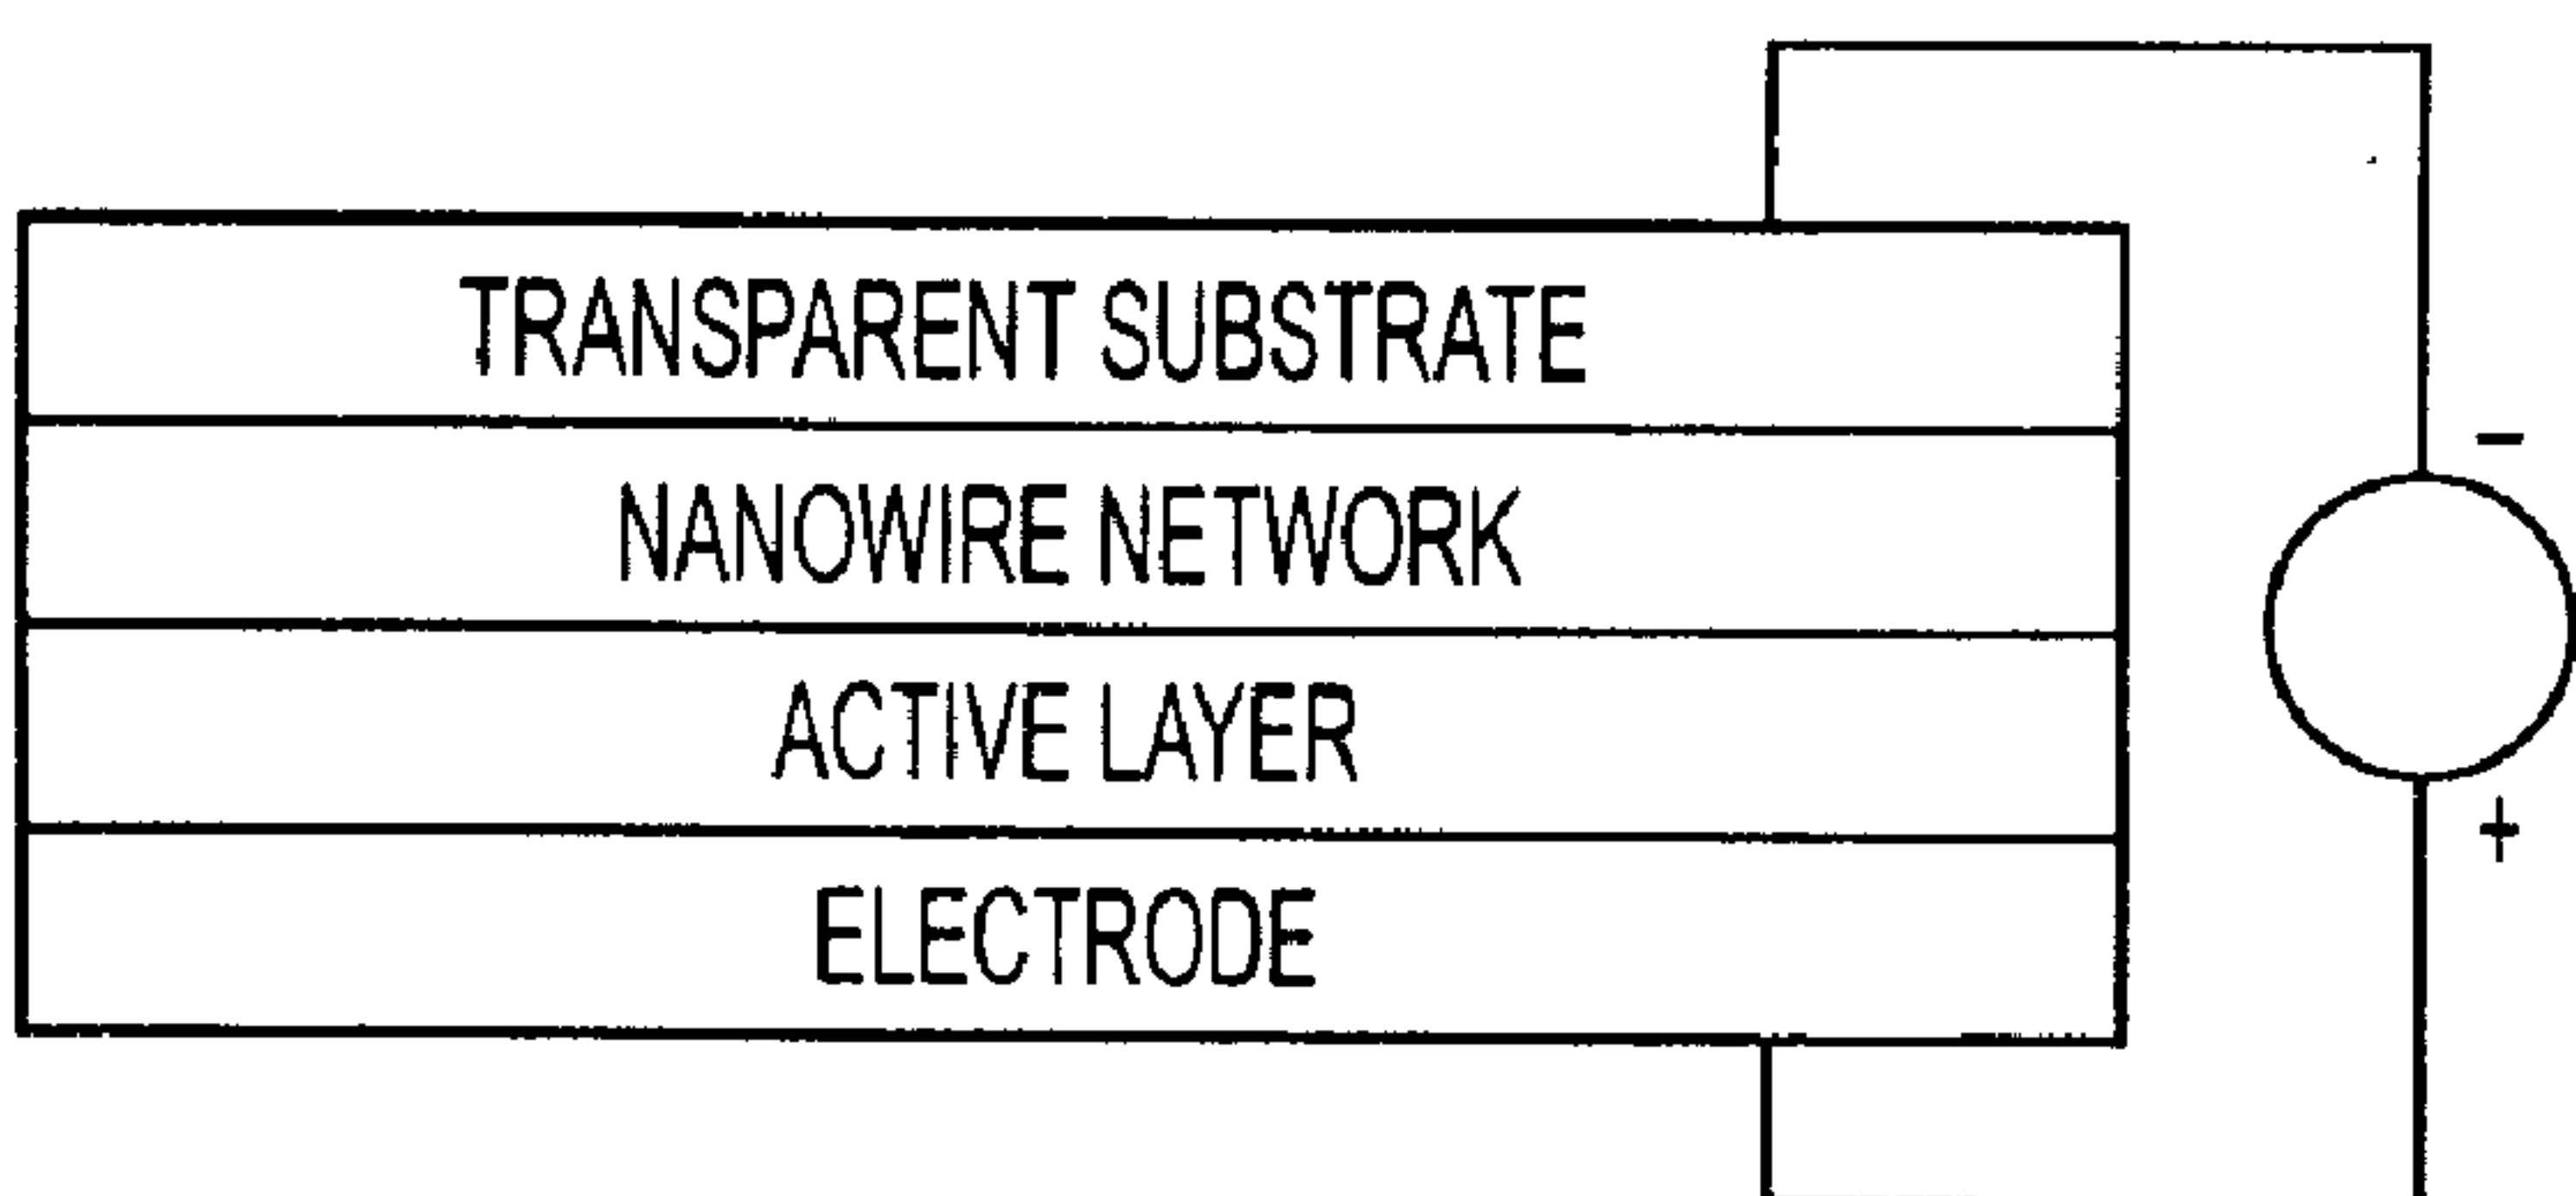 TRANSPARENT SUBSTRATE
NANOWIRE NETWORK
−
ACTIVE LAYER
+
ELECTRODE